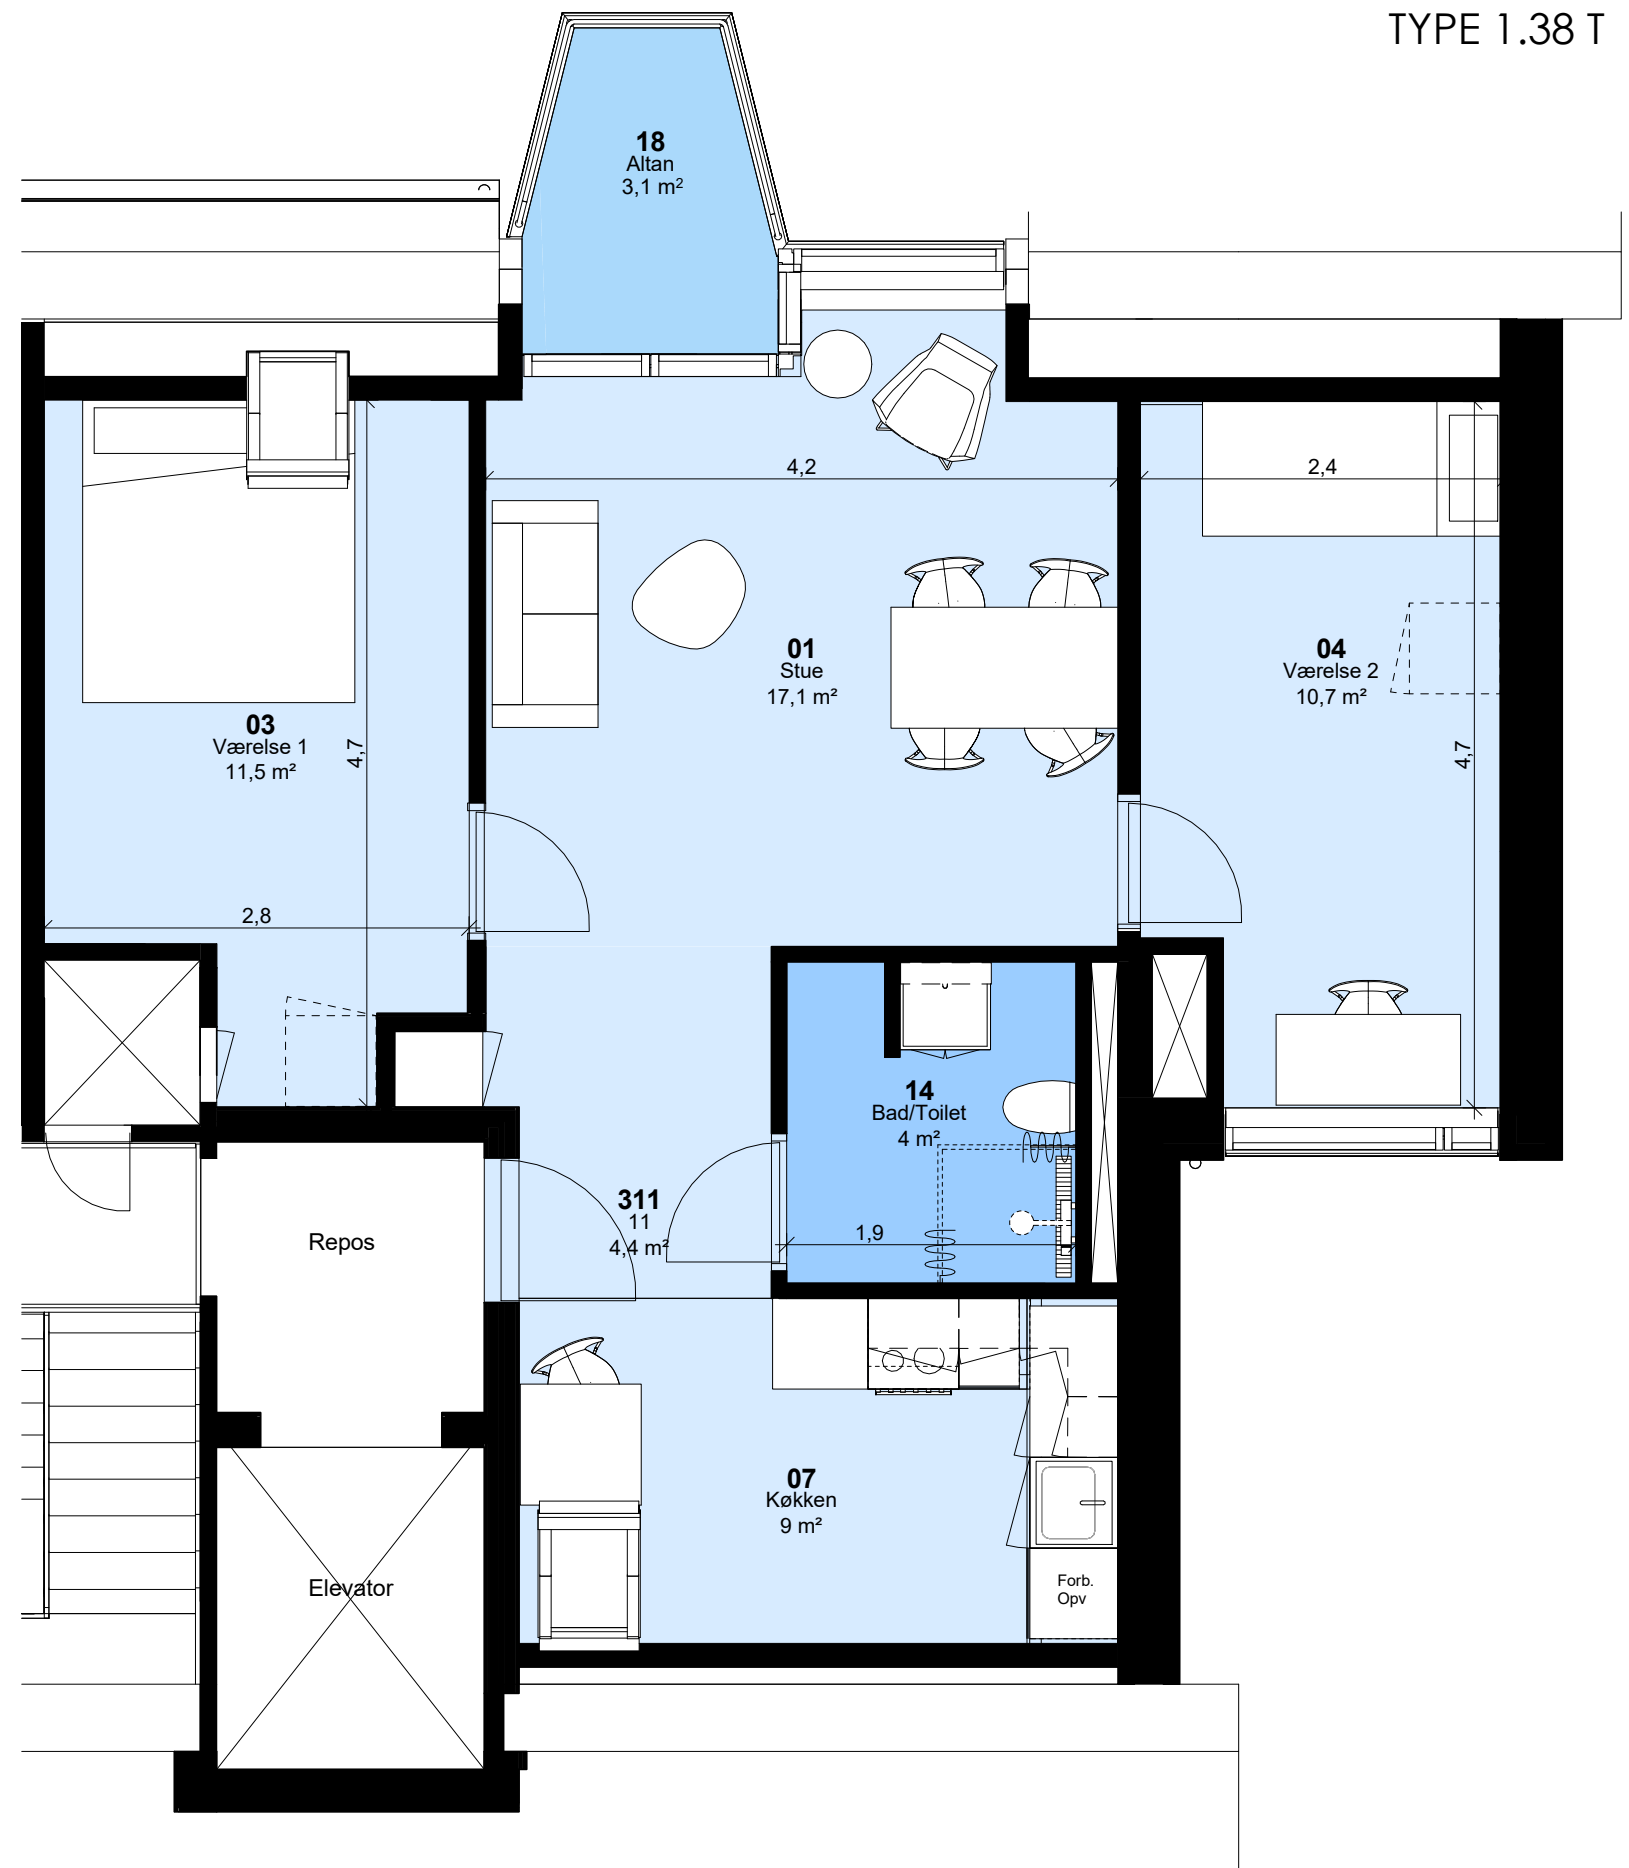 TYPE 1.38 T
18
Altan
3,1 m²
4,2
2,4
01
Stue
17,1 m²
04
Værelse 2
10,7 m²
03
Værelse 1
11,5 m²
4,7
4,7
2,8
14
Bad/Toilet
4 m²
311
11
4,4 m²
1,9
Repos
07
Køkken
9 m²
Elevator
Forb.
Opv